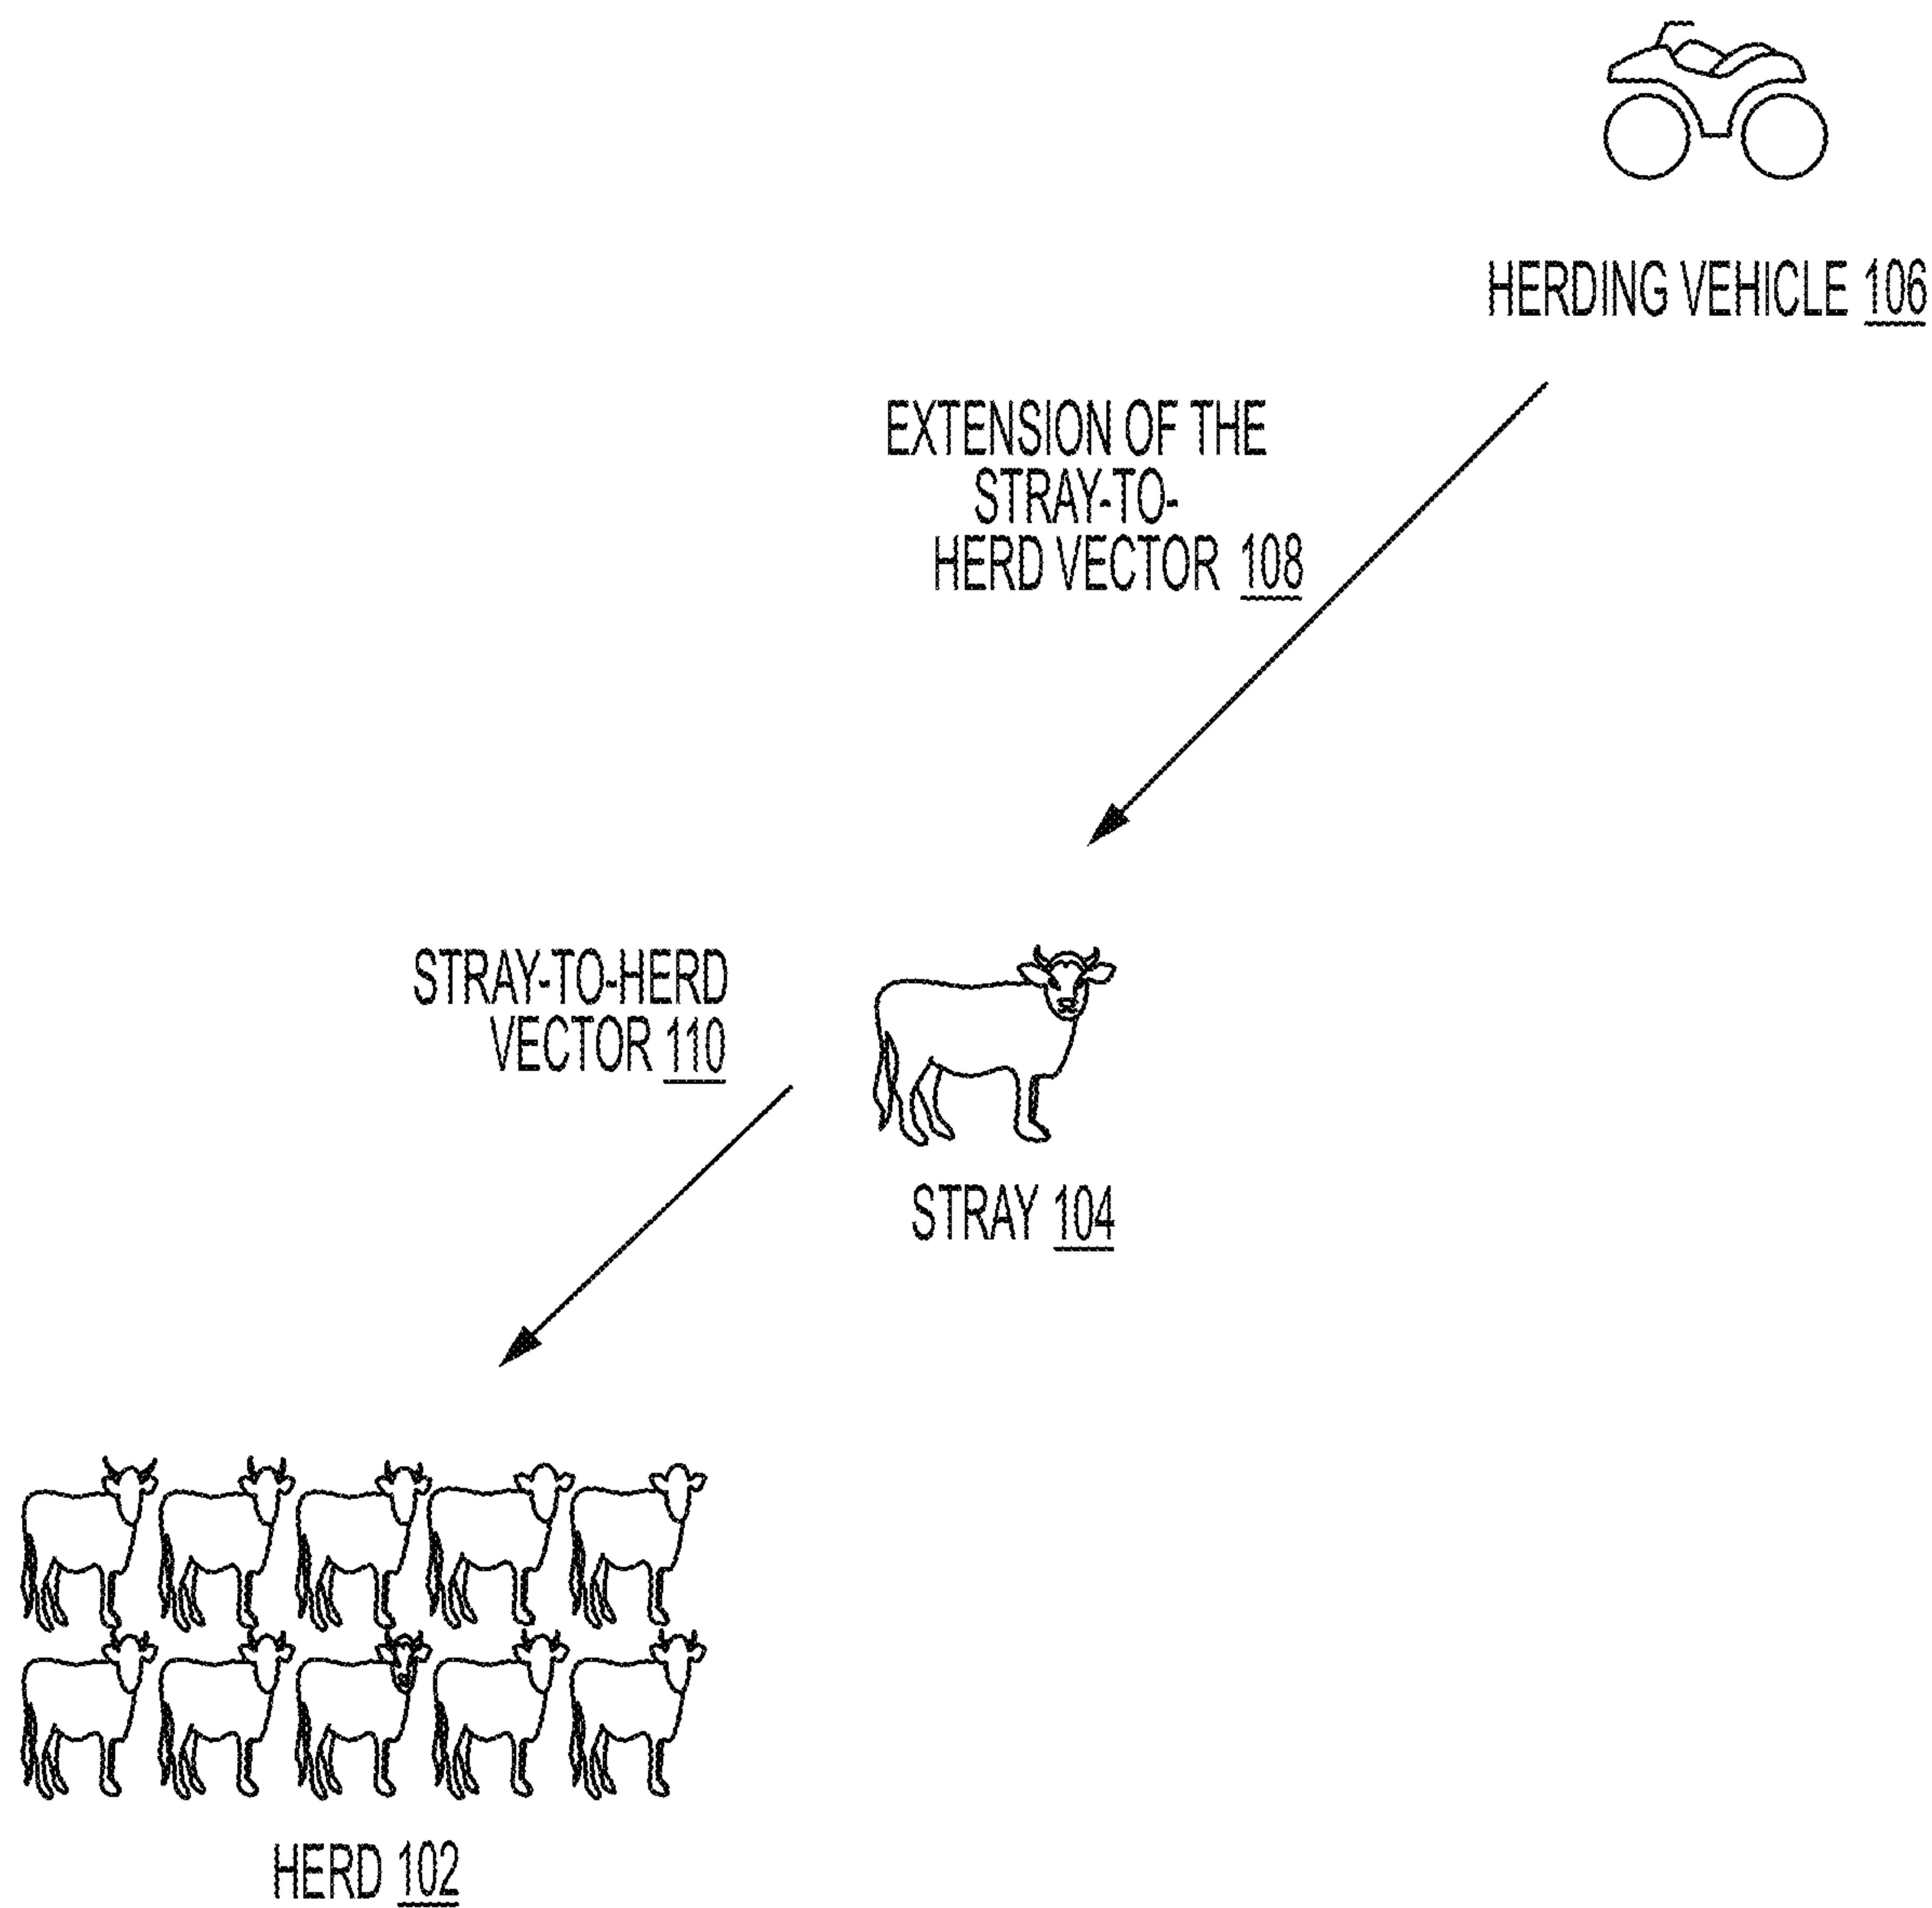 HERDING VEHICLE 106
EXTENSION OF THE
STRAY-TO-
HERD VECTOR 108
STRAY-TO-HERD
VECTOR 110
STRAY 104
HERD 102